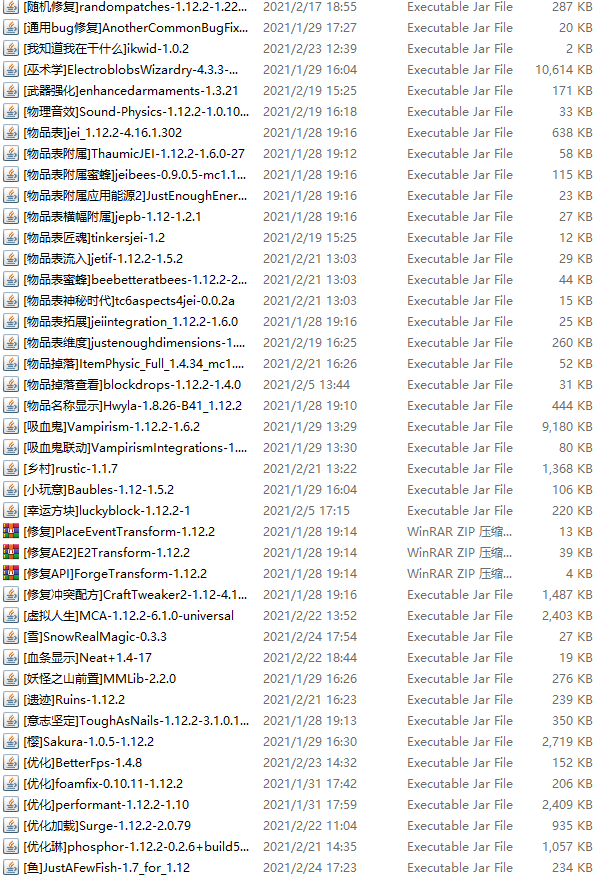 [随机修复]randompatches-1.12.2-1.22... 2021/2/17 18:55 Executable Jar File 287 KB
[通用bug修复]AnotherCommonBugFix... 2021/1/29 17:27 Executable Jar File 20 KB
[我知道我在干什么]ikwid-1.0.2 2021/2/23 12:39 Executable Jar File 2 KB
[巫术学]ElectroblobsWizardry-4.3.3-... 2021/1/29 16:04 Executable Jar File 10,614 KB
[武器强化]enhancedarmaments-1.3.21 2021/2/19 15:25 Executable Jar File 171 KB
[物理音效]Sound-Physics-1.12.2-1.0.10... 2021/2/19 16:18 Executable Jar File 33 KB
[物品表]jei_1.12.2-4.16.1.302 2021/1/28 19:16 Executable Jar File 638 KB
[物品表附属]ThaumicJEI-1.12.2-1.6.0-27 2021/1/28 19:12 Executable Jar File 58 KB
[物品表附属蜜蜂]jeibees-0.9.0.5-mc1.1... 2021/1/28 19:16 Executable Jar File 115 KB
[物品表附属应用能源2]JustEnoughEner... 2021/1/28 19:16 Executable Jar File 23 KB
[物品表横幅附属]jepb-1.12-1.2.1 2021/1/28 19:16 Executable Jar File 27 KB
[物品表匠魂]tinkersjei-1.2 2021/2/19 15:25 Executable Jar File 12 KB
[物品表流入]jetif-1.12.2-1.5.2 2021/2/21 13:03 Executable Jar File 29 KB
[物品表蜜蜂]beebetteratbees-1.12.2-2... 2021/2/21 13:03 Executable Jar File 44 KB
[物品表神秘时代]tc6aspects4jei-0.0.2a 2021/2/21 13:03 Executable Jar File 15 KB
[物品表拓展]jeiintegration_1.12.2-1.6.0 2021/1/28 19:16 Executable Jar File 25 KB
[物品表维度]justenoughdimensions-1.... 2021/2/19 16:25 Executable Jar File 260 KB
[物品掉落]ItemPhysic_Full_1.4.34_mc1.... 2021/2/21 16:26 Executable Jar File 52 KB
[物品掉落查看]blockdrops-1.12.2-1.4.0 2021/2/5 13:44 Executable Jar File 31 KB
[物品名称显示]Hwyla-1.8.26-B41_1.12.2 2021/1/28 19:10 Executable Jar File 444 KB
[吸血鬼]Vampirism-1.12.2-1.6.2 2021/1/29 13:29 Executable Jar File 9,180 KB
[吸血鬼联动]VampirismIntegrations-1.... 2021/1/29 13:30 Executable Jar File 80 KB
[乡村]rustic-1.1.7 2021/2/21 13:22 Executable Jar File 1,368 KB
[小玩意]Baubles-1.12-1.5.2 2021/1/29 16:04 Executable Jar File 106 KB
[幸运方块]luckyblock-1.12.2-1 2021/2/5 17:15 Executable Jar File 220 KB
[修复]PlaceEventTransform-1.12.2 2021/1/28 19:14 WinRAR ZIP 压缩... 13 KB
[修复AE2]E2Transform-1.12.2 2021/1/28 19:14 WinRAR ZIP 压缩... 39 KB
[修复API]ForgeTransform-1.12.2 2021/1/28 19:14 WinRAR ZIP 压缩... 4 KB
[修复冲突配方]CraftTweaker2-1.12-4.1... 2021/1/28 19:14 Executable Jar File 1,487 KB
[虚拟人生]MCA-1.12.2-6.1.0-universal 2021/2/22 13:52 Executable Jar File 2,403 KB
[雪]SnowRealMagic-0.3.3 2021/2/24 17:54 Executable Jar File 27 KB
[血条显示]Neat+1.4-17 2021/2/22 18:44 Executable Jar File 19 KB
[妖怪之山前置]MMLib-2.2.0 2021/1/29 16:26 Executable Jar File 276 KB
[遗迹]Ruins-1.12.2 2021/2/21 16:23 Executable Jar File 239 KB
[意志坚定]ToughAsNails-1.12.2-3.1.0.1... 2021/1/28 19:13 Executable Jar File 350 KB
[樱]Sakura-1.0.5-1.12.2 2021/1/29 16:30 Executable Jar File 2,719 KB
[优化]BetterFps-1.4.8 2021/2/23 14:32 Executable Jar File 152 KB
[优化]foamfix-0.10.11-1.12.2 2021/1/31 17:42 Executable Jar File 206 KB
[优化]performant-1.12.2-1.10 2021/1/31 17:59 Executable Jar File 2,409 KB
[优化加载]Surge-1.12.2-2.0.79 2021/2/22 11:04 Executable Jar File 935 KB
[优化琳]phosphor-1.12.2-0.2.6+build5... 2021/2/21 14:35 Executable Jar File 1,057 KB
[鱼]JustAFewFish-1.7_for_1.12 2021/2/24 17:23 Executable Jar File 234 KB